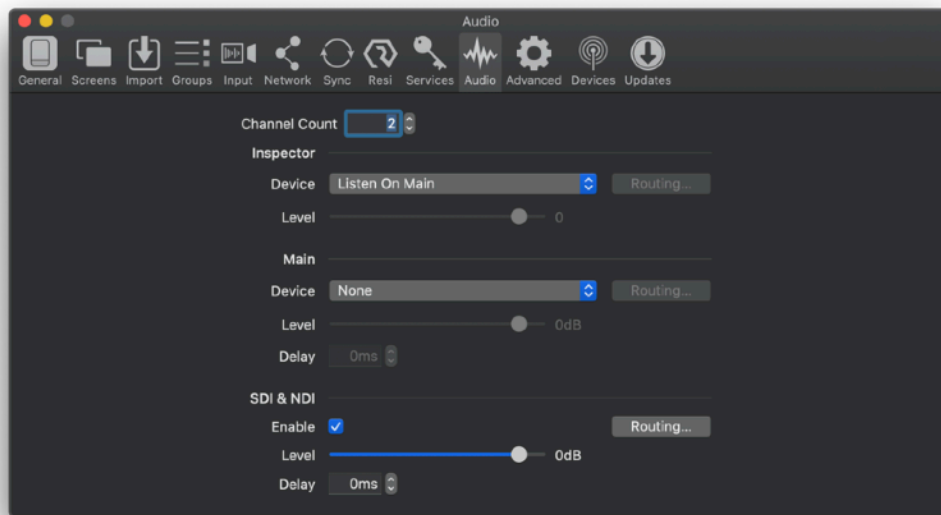 Audio
General Screens Import Groups Input Network Sync Resi Services Audio Advanced Devices Updates
Channel Count 2
Inspector
Device Listen On Main Routing...
Level 0
Main
Device None Routing...
Level 0dB
Delay 0ms
SDI & NDI
Enable Routing...
Level 0dB
Delay 0ms